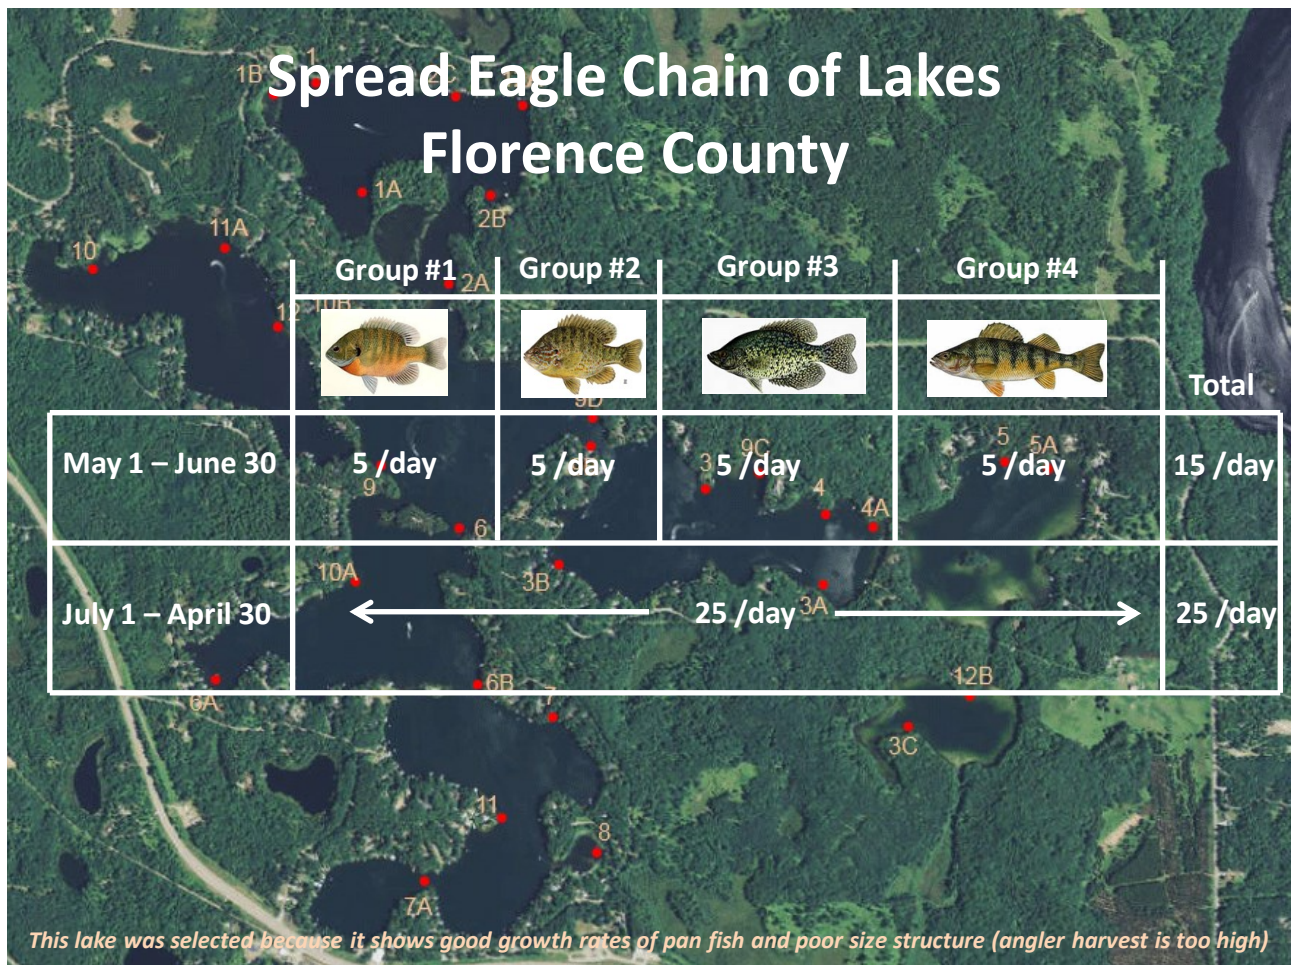 Spread Eagle Chain of Lakes
Florence County
1B
1
1A
2B
11A
10
Group #1
Group #2
Group #3
Group #4
2A
12
10B
Total
9D
May 1 – June 30
5 /day
5 /day
5 /day
5 /day
15 /day
3
9C
5
5A
9
4
4A
6
10A
3B
3A
July 1 – April 30
25 /day
25 /day
6A
6B
7
12B
3C
11
8
7A
This lake was selected because it shows good growth rates of pan fish and poor size structure (angler harvest is too high)